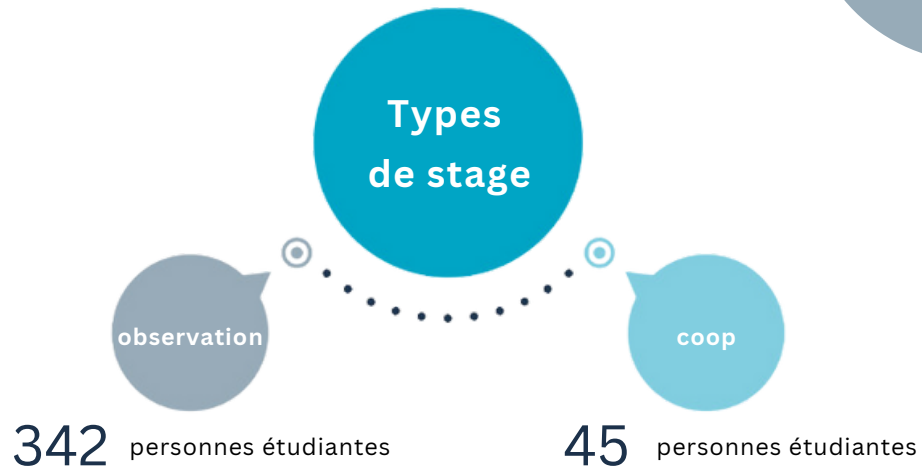 Types
de stage
observation
coop
342 personnes étudiantes
45 personnes étudiantes